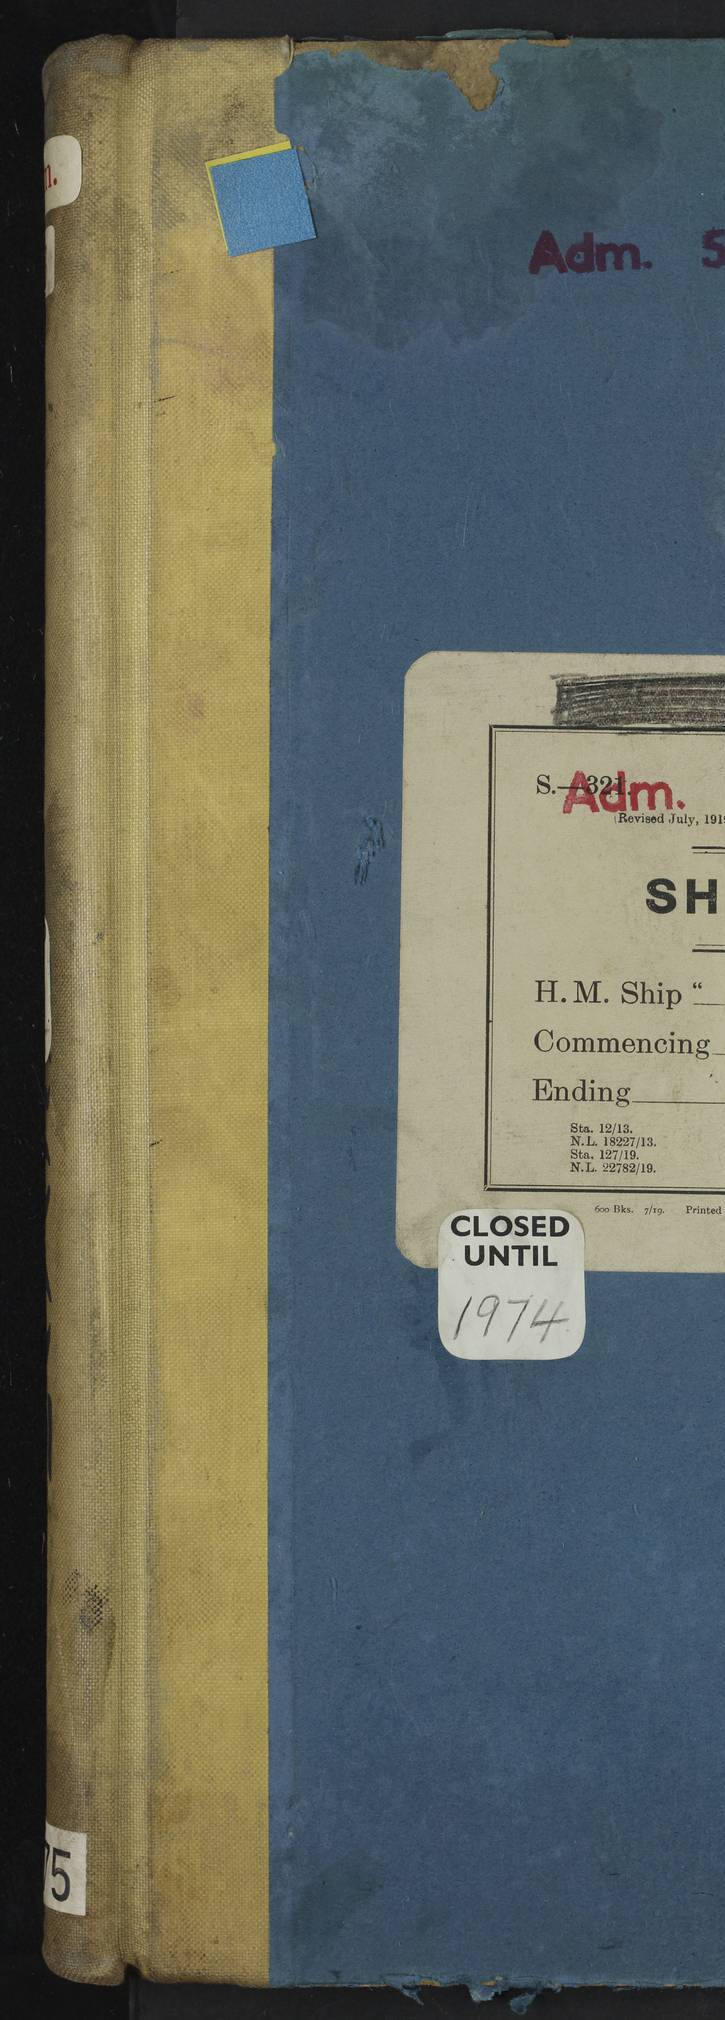 Adm. 5
S.—321.
Adm.
(Revised July, 191
SH
H. M. Ship “
Commencing
Ending
Sta. 12/13.
N.L. 18227/13.
Sta. 127/19.
N.L. 22782/19.
600 Bks. 7/19. Printed
CLOSED
UNTIL
1974
75